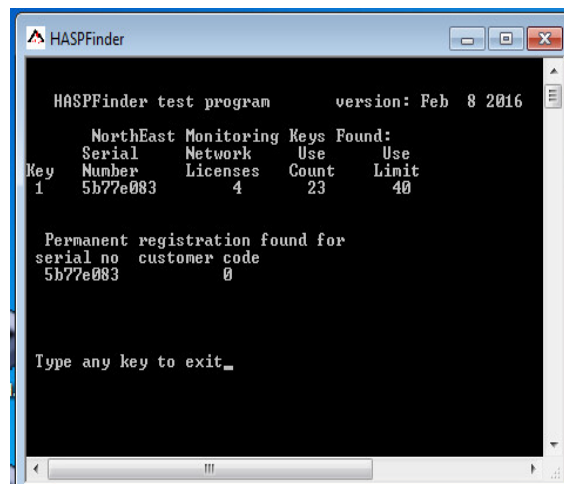 HASPFinder
HASPFinder test program version: Feb 8 2016
NorthEast Monitoring Keys Found:
Serial Network Use Use
Key Number Licenses Count Limit
1 5b77e083 4 23 40
Permanent registration found for
serial no customer code
5b77e083 0
Type any key to exit_